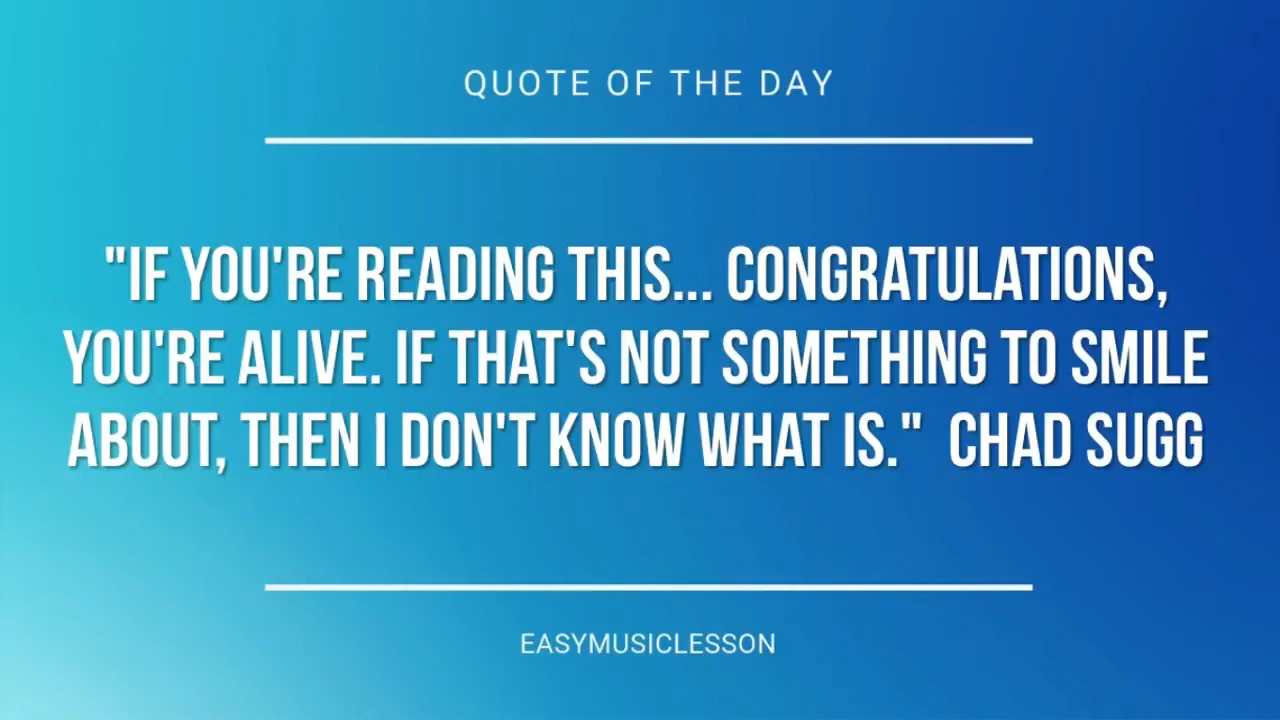 QUOTE OF THE DAY
"IF YOU'RE READING THIS... CONGRATULATIONS,
YOU'RE ALIVE. IF THAT'S NOT SOMETHING TO SMILE
ABOUT, THEN I DON'T KNOW WHAT IS." CHAD SUGG
EASYMUSICLESSON